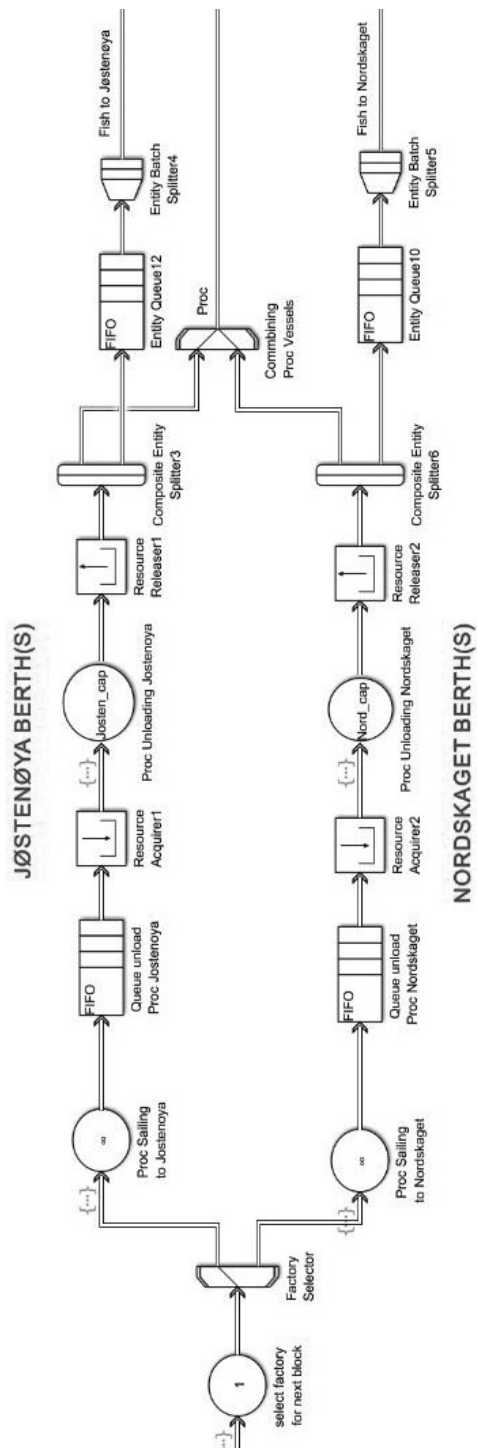 JØSTENØYA BERTH(S)
{...}
1
select factory
for next block
Factory
Selector
{...}
∞
Proc Sailing
to Jostenoya
FIFO
Queue unload
Proc Jostenoya
Resource
Acquirer1
{...}
Josten_cap
Proc Unloading Jostenoya
Resource
Releaser1
Composite Entity
Splitter3
FIFO
Entity Queue12
Entity Batch
Splitter4
Fish to Jøstenøya
Commbining
Proc Vessels
Proc
{...}
∞
Proc Sailing
to Nordskaget
FIFO
Queue unload
Proc Nordskaget
Resource
Acquirer2
{...}
Nord_cap
Proc Unloading Nordskaget
Resource
Releaser2
Composite Entity
Splitter6
FIFO
Entity Queue10
Entity Batch
Splitter5
Fish to Nordskaget
NORDSKAGET BERTH(S)